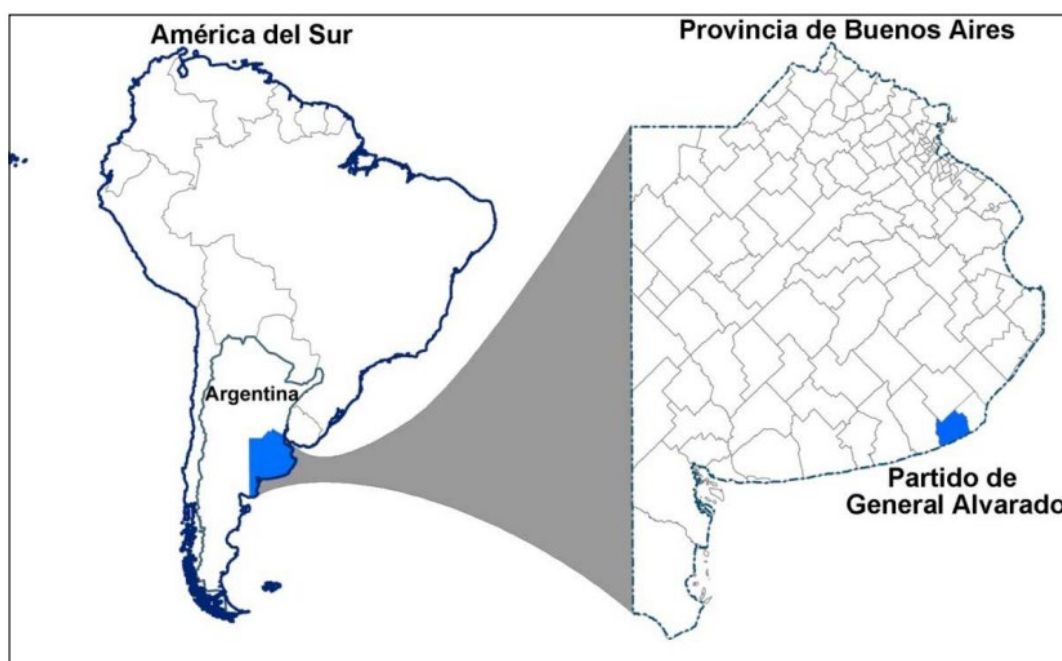 América del Sur
Provincia de Buenos Aires
Argentina
Partido de
General Alvarado